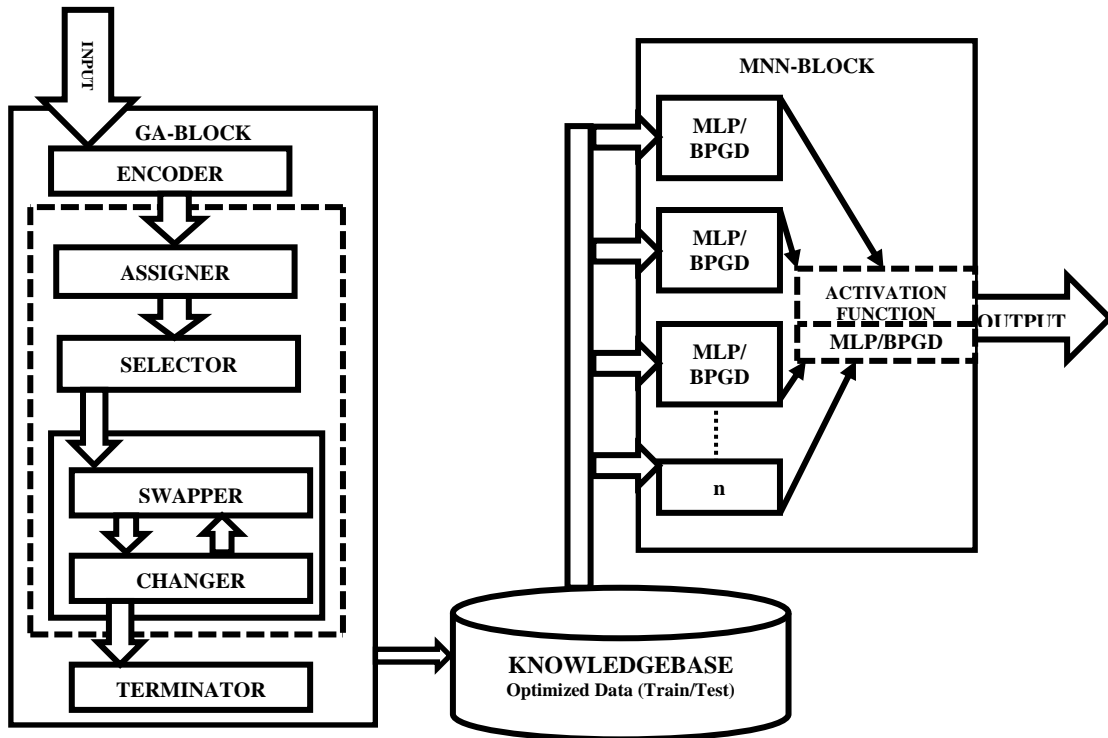 INPUT
GA-BLOCK
ENCODER
ASSIGNER
SELECTOR
SWAPPER
CHANGER
TERMINATOR
KNOWLEDGEBASE
Optimized Data (Train/Test)
MNN-BLOCK
MLP/
BPGD
MLP/
BPGD
MLP/
BPGD
n
ACTIVATION
FUNCTION
MLP/BPGD
OUTPUT